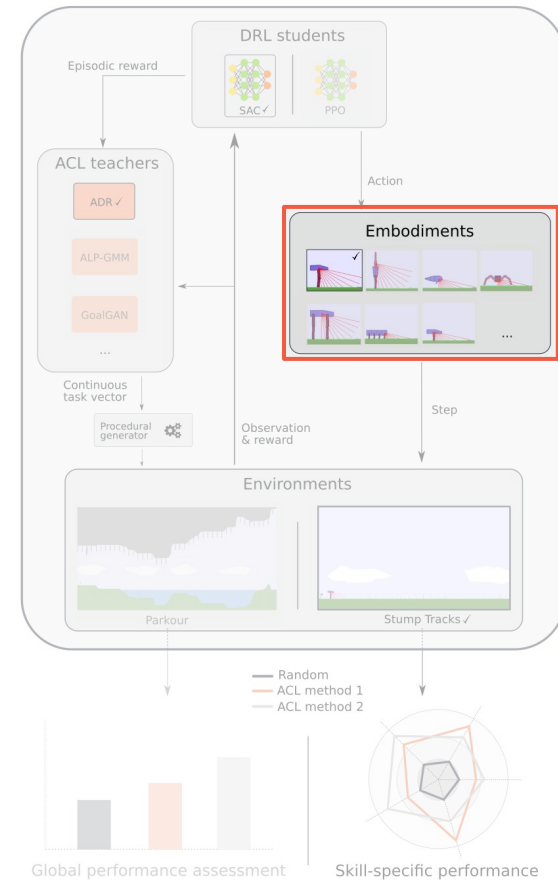 DRL students
SAC✓
PPO
Episodic reward
ACL teachers
ADR ✓
ALP-GMM
GoalGAN
...
Action
Embodiments
✓
...
Continuous
task vector
Procedural
generator
Observation
& reward
Step
Environments
Parkour
Stump Tracks ✓
Random
ACL method 1
ACL method 2
Global performance assessment
Skill-specific performance